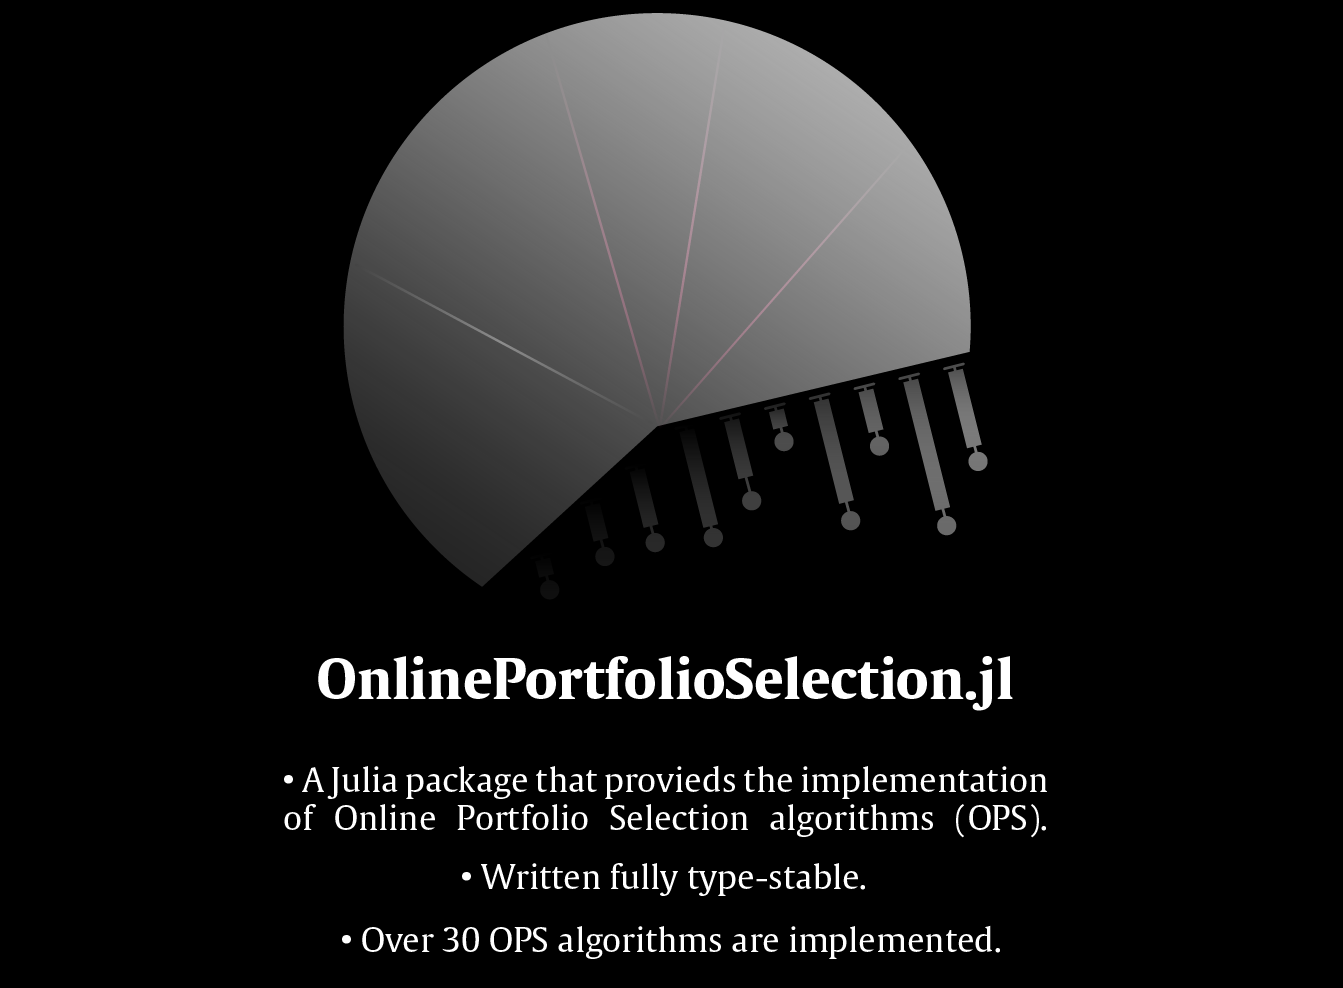 OnlinePortfolioSelection.jl
• A Julia package that provieds the implementation
of Online Portfolio Selection algorithms (OPS).
• Written fully type-stable.
• Over 30 OPS algorithms are implemented.